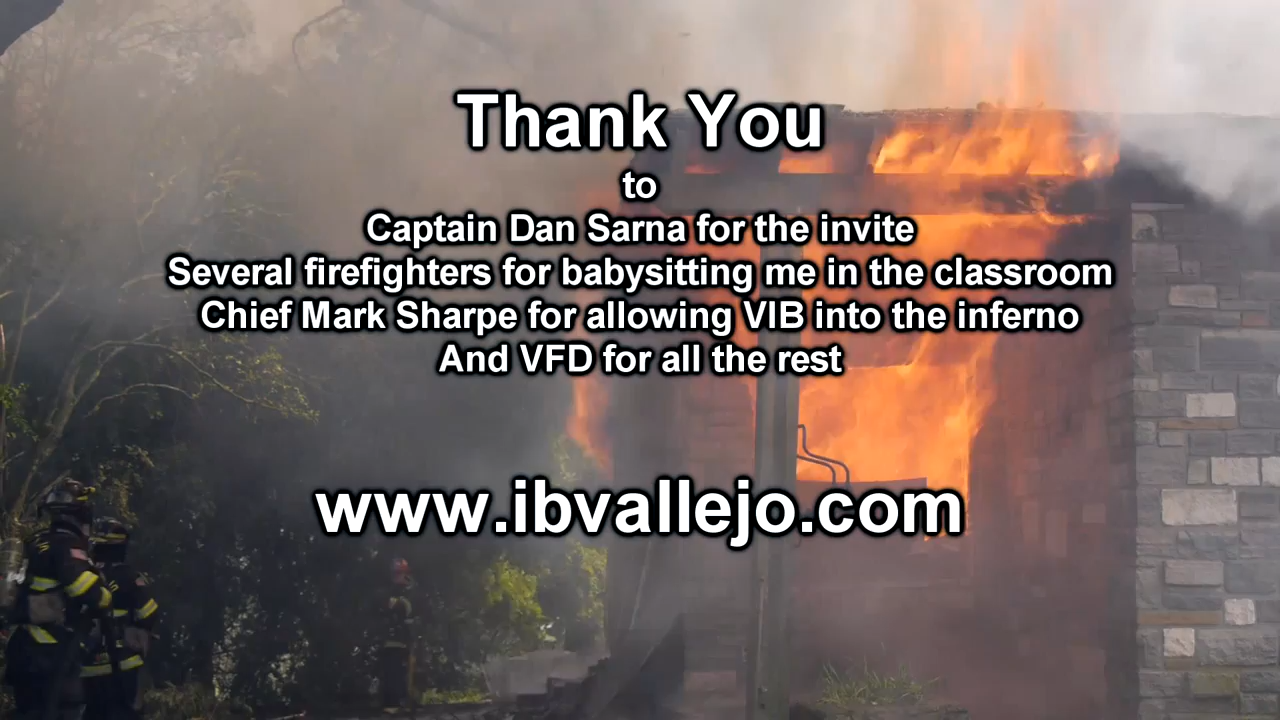 Thank You
to
Captain Dan Sarna for the invite
Several firefighters for babysitting me in the classroom
Chief Mark Sharpe for allowing VIB into the inferno
And VFD for all the rest
www.ibvallejo.com